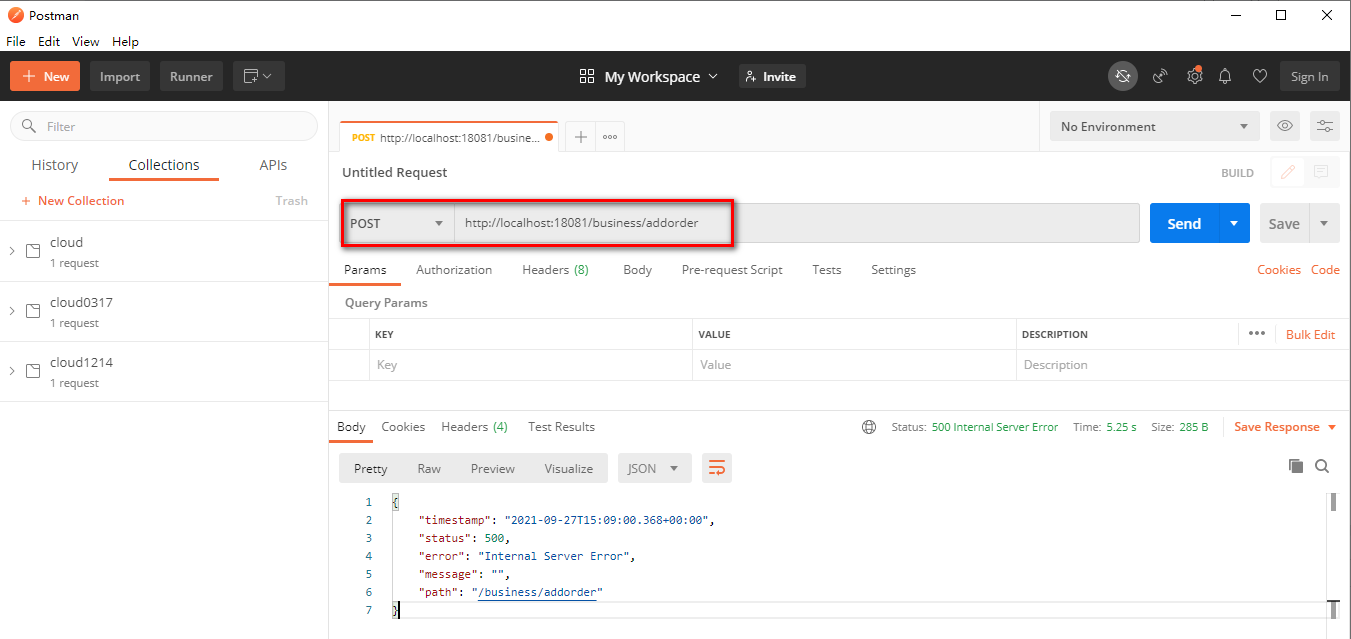 Postman
File Edit View Help
New Import Runner My Workspace Invite Sign In
Filter
History Collections APIs
New Collection Trash
cloud
1 request
cloud0317
1 request
cloud1214
1 request
POST http://localhost:18081/busine... No Environment
Untitled Request BUILD
POST http://localhost:18081/business/addorder Send Save
Params Authorization Headers (8) Body Pre-request Script Tests Settings Cookies Code
Query Params
KEY VALUE DESCRIPTION Bulk Edit
Key Value Description
Body Cookies Headers (4) Test Results Status: 500 Internal Server Error Time: 5.25 s Size: 285 B Save Response
Pretty Raw Preview Visualize JSON
1 {
2 "timestamp": "2021-09-27T15:09:00.368+00:00",
3 "status": 500,
4 "error": "Internal Server Error",
5 "message": "",
6 "path": "/business/addorder"
7 }